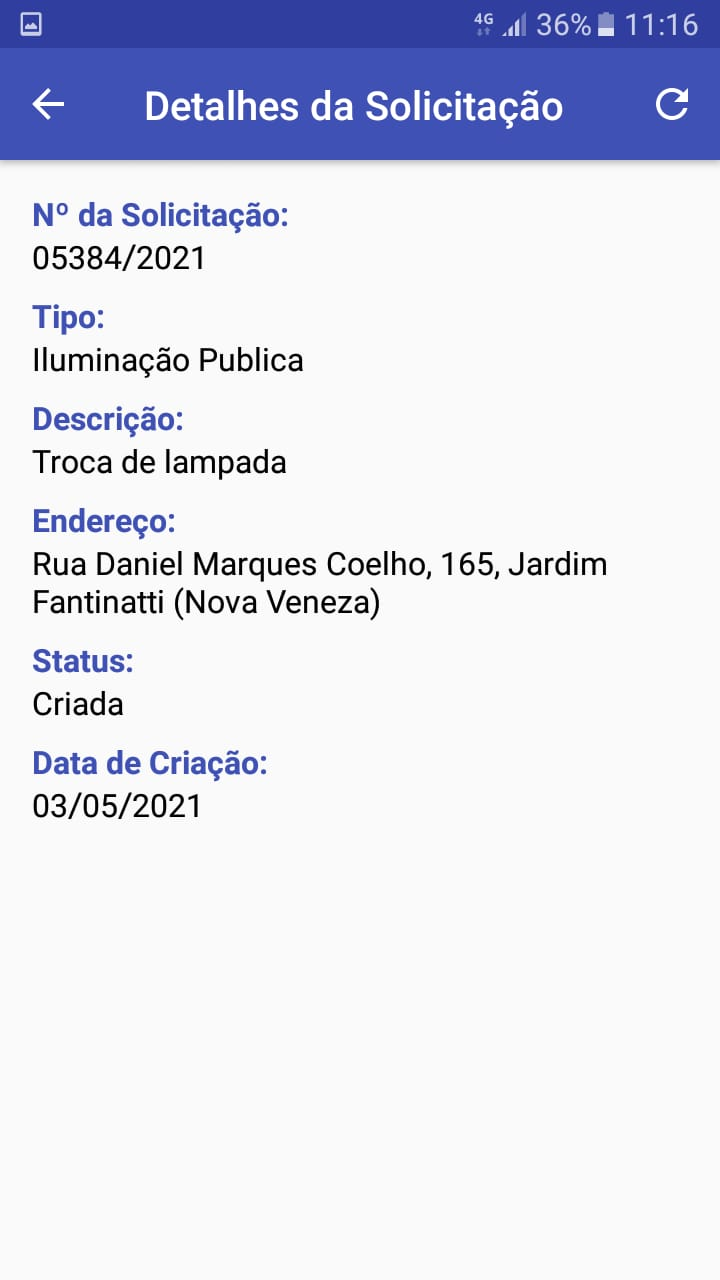 4G 36% 11:16
Detalhes da Solicitação
Nº da Solicitação:
05384/2021
Tipo:
Iluminação Publica
Descrição:
Troca de lampada
Endereço:
Rua Daniel Marques Coelho, 165, Jardim
Fantinatti (Nova Veneza)
Status:
Criada
Data de Criação:
03/05/2021